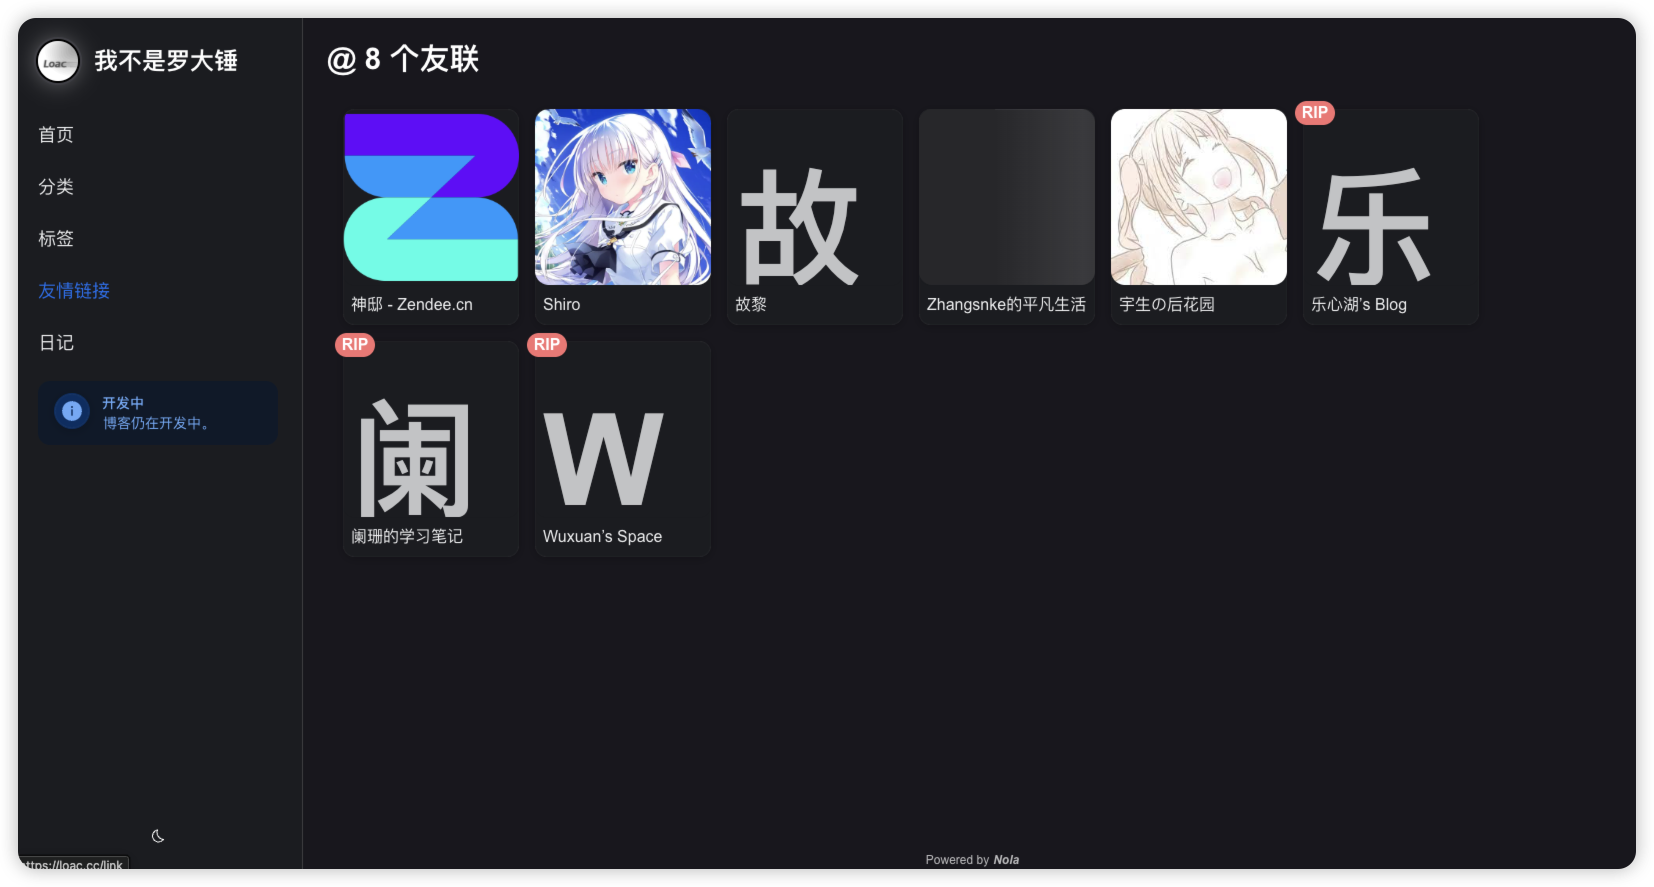 Loac
我不是罗大锤
首页
分类
标签
友情链接
日记
开发中
博客仍在开发中。
@ 8 个友联
神邸 - Zendee.cn
Shiro
故
故黎
Zhangsnke的平凡生活
宇生の后花园
RIP
乐
乐心湖’s Blog
RIP
阑
阑珊的学习笔记
RIP
W
Wuxuan’s Space
Powered by Nola
ttps://loac.cc/link